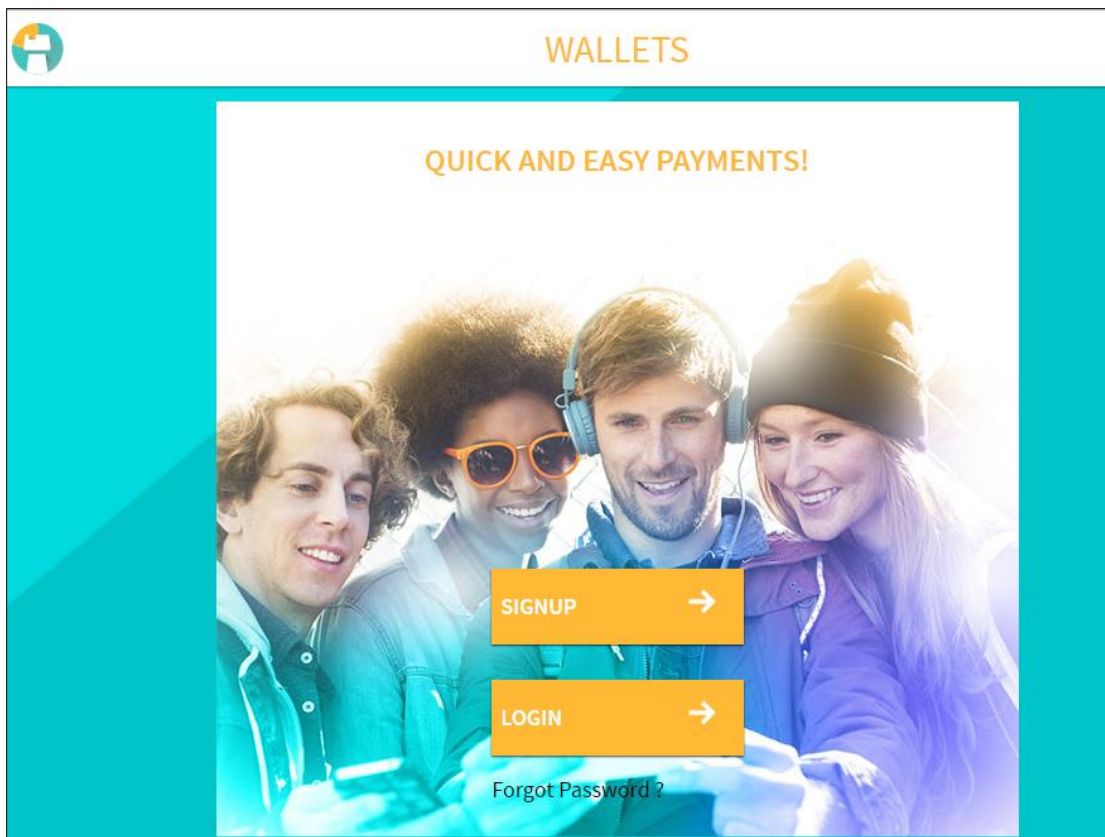 WALLETS
QUICK AND EASY PAYMENTS!
SIGNUP
LOGIN
Forgot Password ?